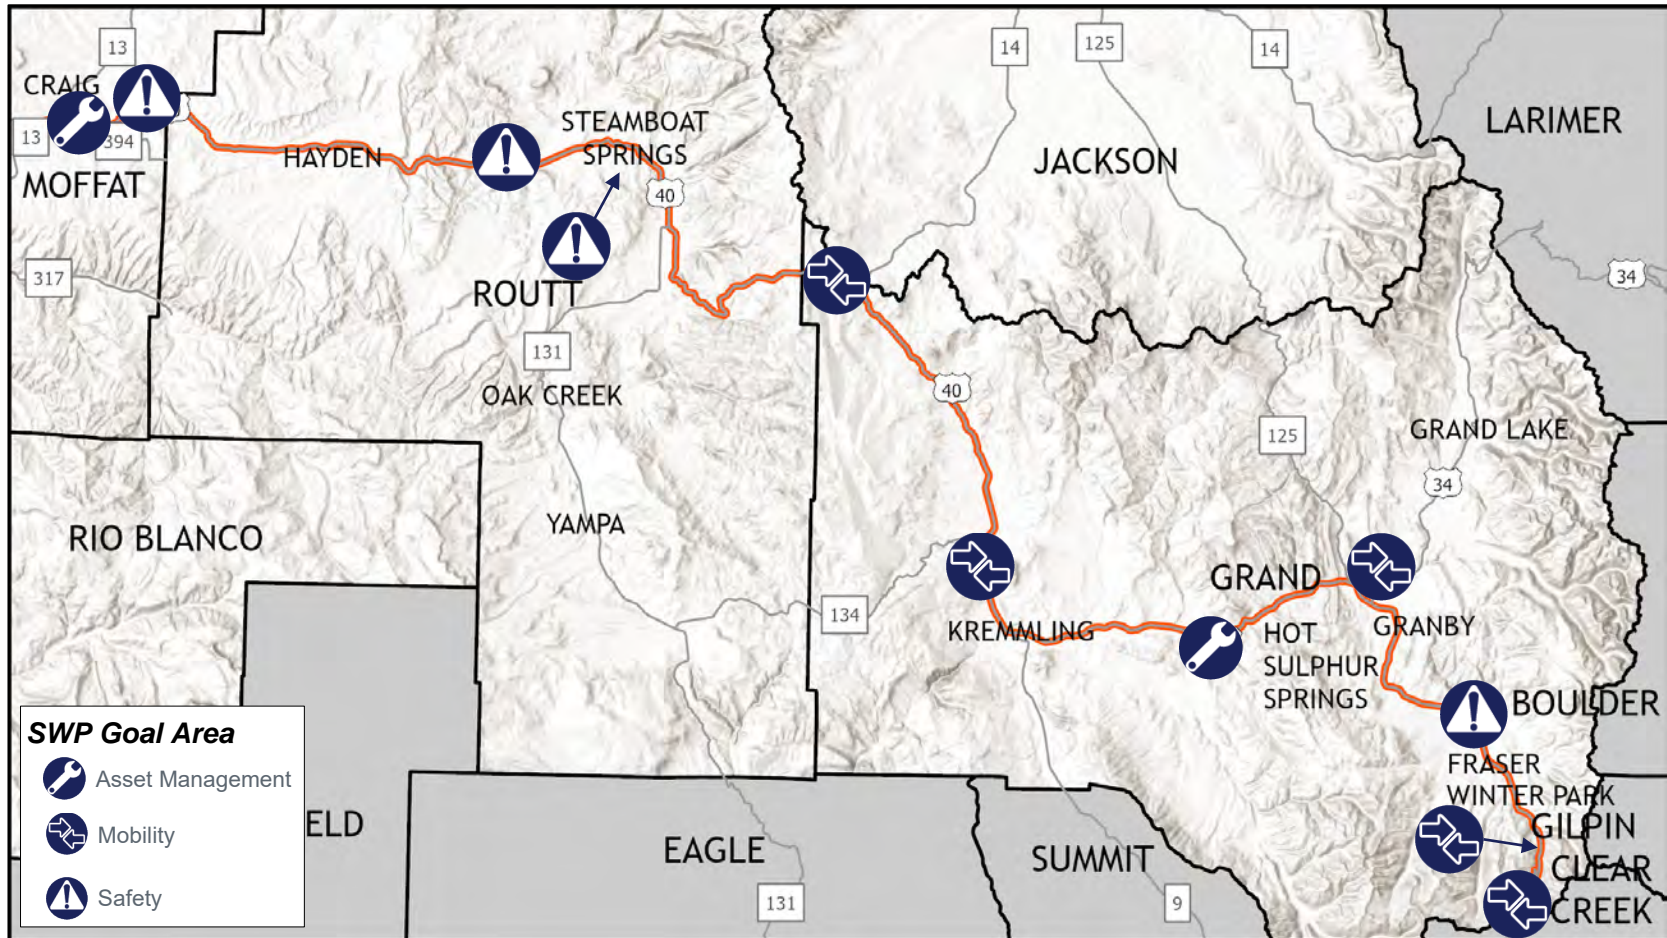 13
14
125
14
CRAIG
13
394
MOFFAT
HAYDEN
STEAMBOAT
SPRINGS
40
JACKSON
LARIMER
317
ROUTT
34
131
OAK CREEK
40
125
GRAND LAKE
34
YAMPA
RIO BLANCO
134
KREMMLING
GRAND
HOT
SULPHUR
SPRINGS
GRANBY
BOULDER
FRASER
WINTER PARK
GILPIN
CLEAR
CREEK
SWP Goal Area
Asset Management
Mobility
Safety
ELD
EAGLE
SUMMIT
131
9